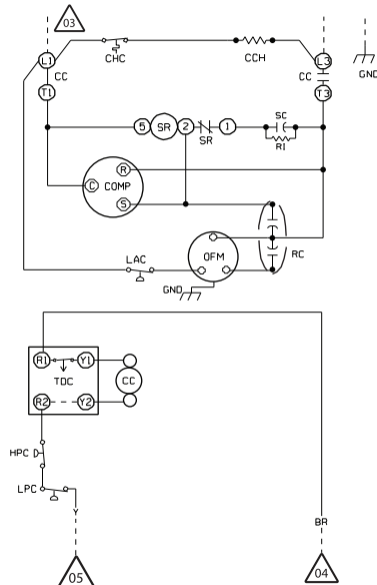 03
L1 CHC CCH L3
CC CC GND
T1 T3
5 SR 2 SR 1 SC
R1
R
C COMP
S
OFM RC
LAC
GND
R1 Y1
TDC CC
R2 Y2
HPC
LPC
Y BR
05 04